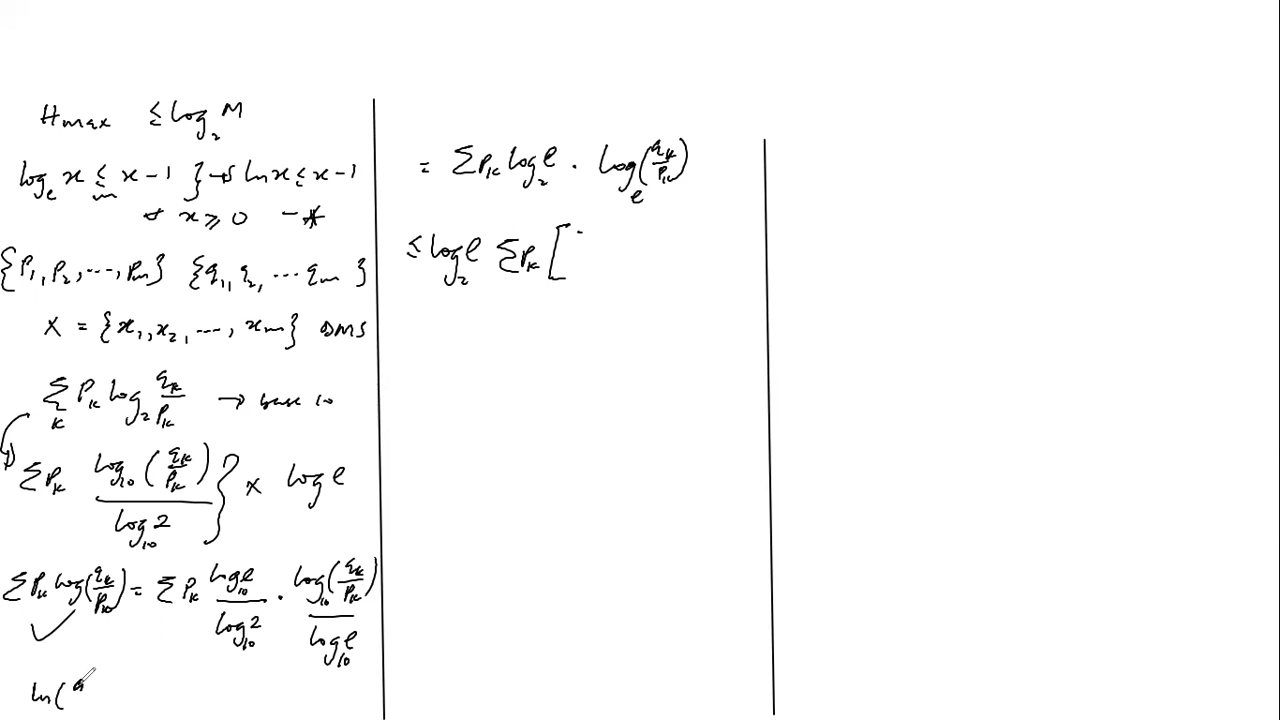 Hmax ≤ log₂ M
logₑ x ≤ x − 1 } → ln x ≤ x − 1
x ≥ 0 — *
{P₁, P₂, ..., Pm} {q₁, q₂, ... qm}
X = {x₁, x₂, ..., xm} DMS
Σₖ Pₖ log₂ qₖ/Pₖ → base 10
Σ Pₖ log₁₀(qₖ/Pₖ) / log₁₀ 2 } × log e
Σ Pₖ log(qₖ/Pₖ) = Σ Pₖ log₁₀ e / log₁₀ 2 · log₁₀(qₖ/Pₖ) / log₁₀ e
ln( q
= Σ Pₖ log₂ e · logₑ(qₖ/Pₖ)
≤ log₂ e Σ Pₖ [